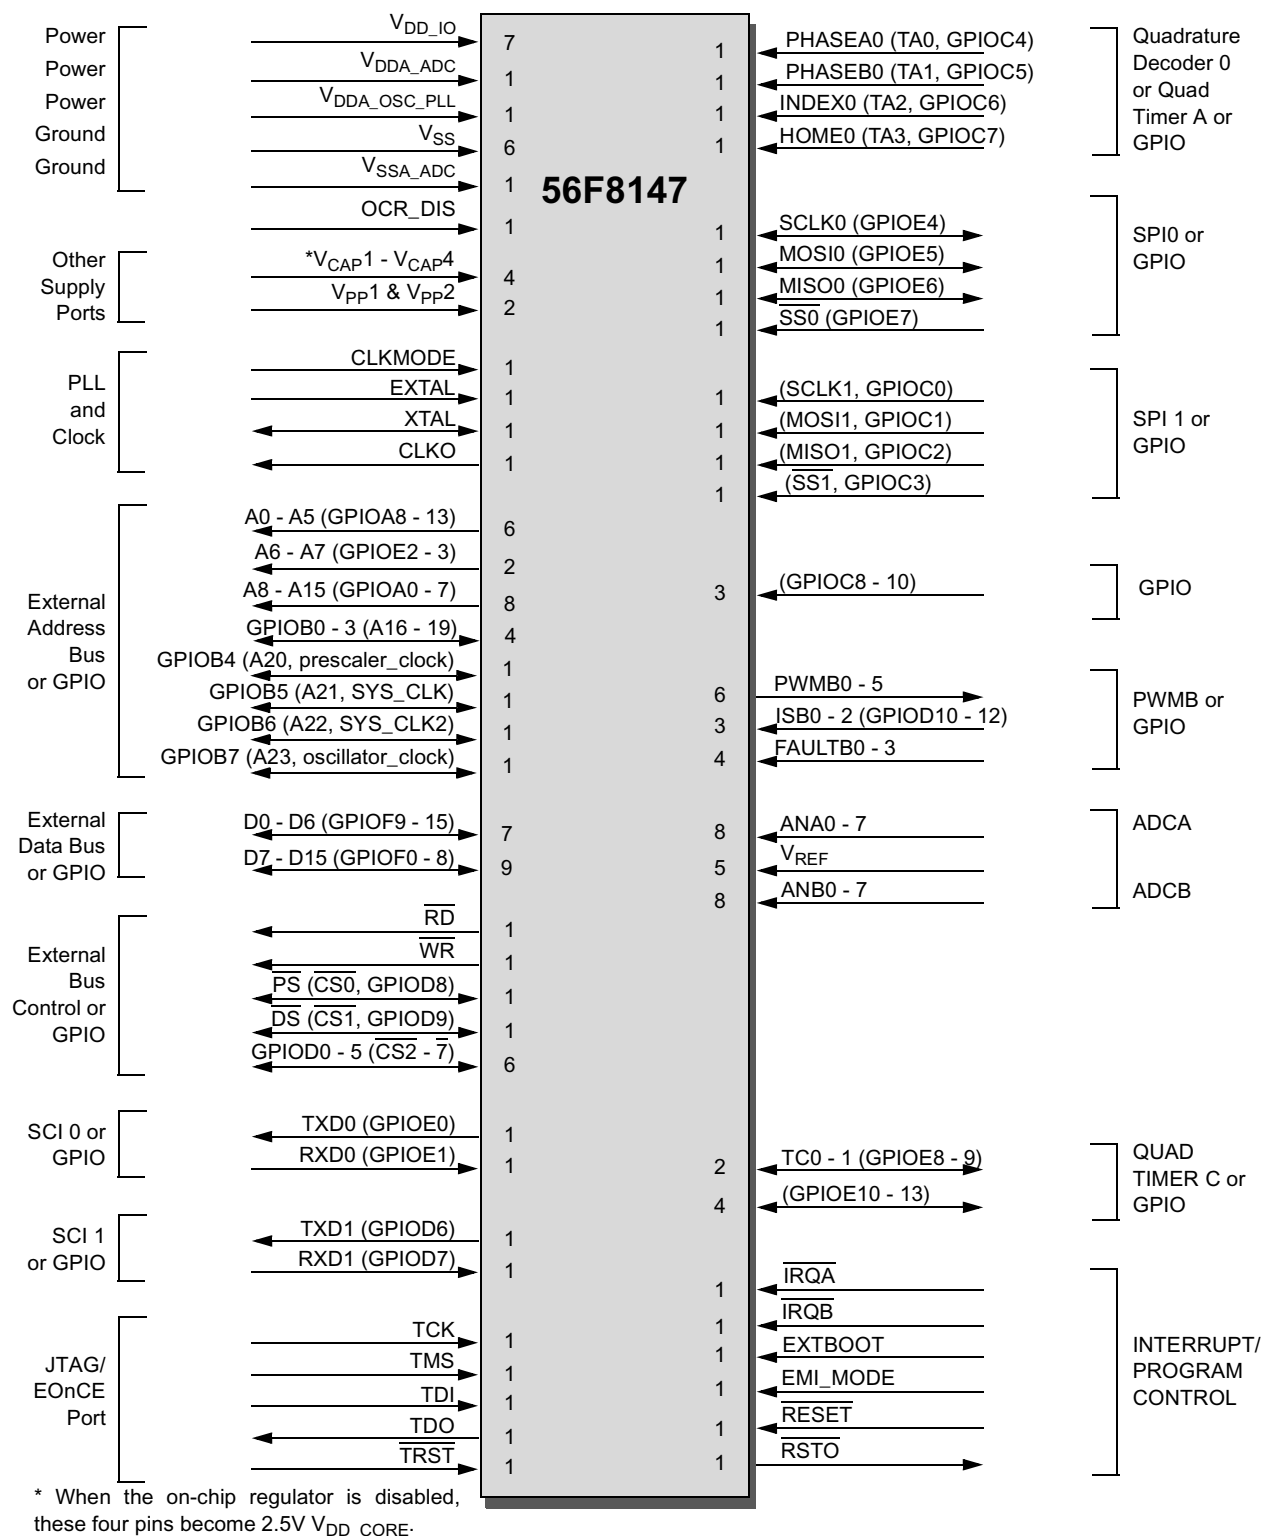 Power
Power
Power
Ground
Ground
V_DD_IO 7
V_DDA_ADC 1
V_DDA_OSC_PLL 1
V_SS 6
V_SSA_ADC 1
OCR_DIS 1
Other
Supply
Ports
*V_CAP1 - V_CAP4 4
V_PP1 & V_PP2 2
PLL
and
Clock
CLKMODE 1
EXTAL 1
XTAL 1
CLKO 1
External
Address
Bus
or GPIO
A0 - A5 (GPIOA8 - 13) 6
A6 - A7 (GPIOE2 - 3) 2
A8 - A15 (GPIOA0 - 7) 8
GPIOB0 - 3 (A16 - 19) 4
GPIOB4 (A20, prescaler_clock) 1
GPIOB5 (A21, SYS_CLK) 1
GPIOB6 (A22, SYS_CLK2) 1
GPIOB7 (A23, oscillator_clock) 1
External
Data Bus
or GPIO
D0 - D6 (GPIOF9 - 15) 7
D7 - D15 (GPIOF0 - 8) 9
External
Bus
Control or
GPIO
RD 1
WR 1
PS (CS0, GPIOD8) 1
DS (CS1, GPIOD9) 1
GPIOD0 - 5 (CS2 - 7) 6
SCI 0 or
GPIO
TXD0 (GPIOE0) 1
RXD0 (GPIOE1) 1
SCI 1
or GPIO
TXD1 (GPIOD6) 1
RXD1 (GPIOD7) 1
JTAG/
EOnCE
Port
TCK 1
TMS 1
TDI 1
TDO 1
TRST 1
* When the on-chip regulator is disabled,
these four pins become 2.5V V_DD_CORE.
56F8147
1 PHASEA0 (TA0, GPIOC4)
1 PHASEB0 (TA1, GPIOC5)
1 INDEX0 (TA2, GPIOC6)
1 HOME0 (TA3, GPIOC7)
Quadrature
Decoder 0
or Quad
Timer A or
GPIO
1 SCLK0 (GPIOE4)
1 MOSI0 (GPIOE5)
1 MISO0 (GPIOE6)
1 SS0 (GPIOE7)
SPI0 or
GPIO
1 (SCLK1, GPIOC0)
1 (MOSI1, GPIOC1)
1 (MISO1, GPIOC2)
1 (SS1, GPIOC3)
SPI 1 or
GPIO
3 (GPIOC8 - 10)
GPIO
6 PWMB0 - 5
3 ISB0 - 2 (GPIOD10 - 12)
4 FAULTB0 - 3
PWMB or
GPIO
8 ANA0 - 7
5 V_REF
8 ANB0 - 7
ADCA
ADCB
2 TC0 - 1 (GPIOE8 - 9)
4 (GPIOE10 - 13)
QUAD
TIMER C or
GPIO
1 IRQA
1 IRQB
1 EXTBOOT
1 EMI_MODE
1 RESET
1 RSTO
INTERRUPT/
PROGRAM
CONTROL